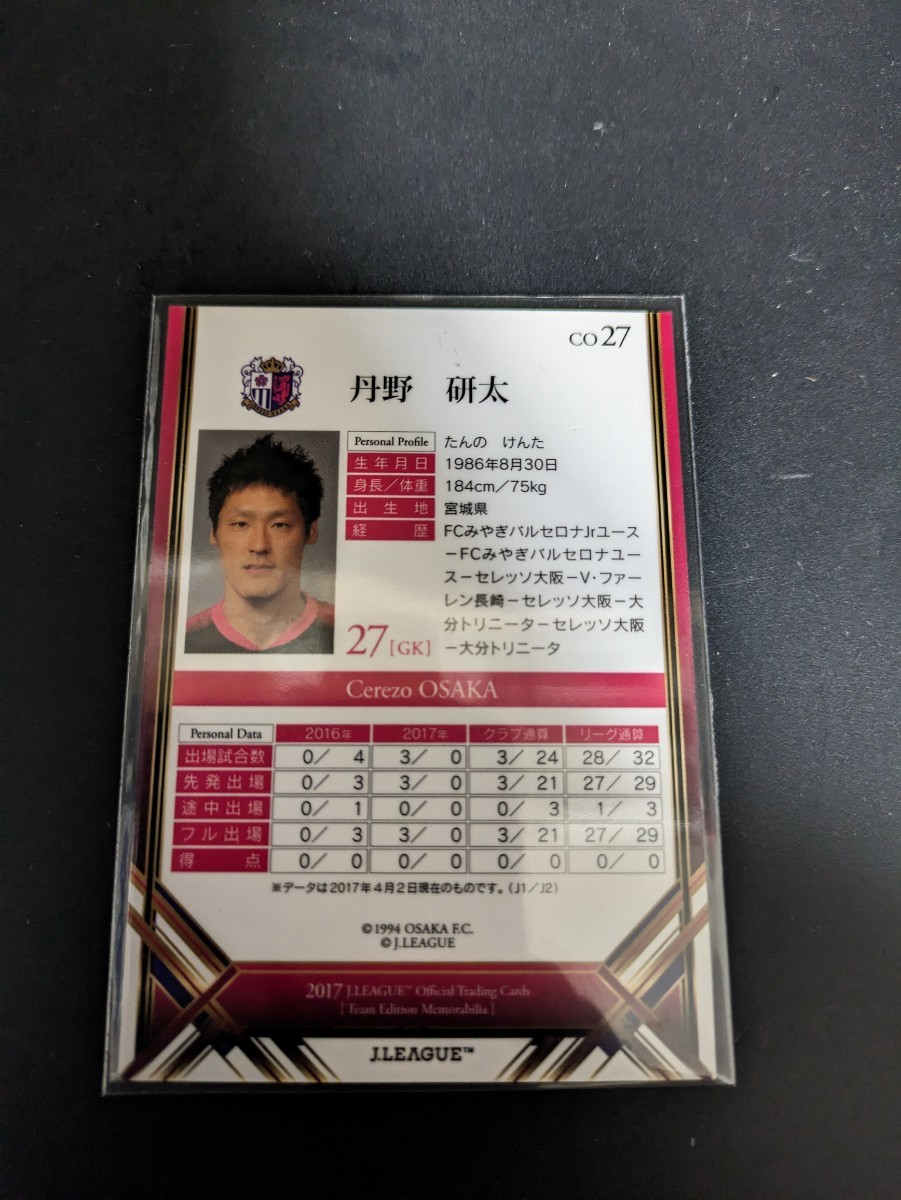 CO27
丹野 研太
Personal Profile たんの けんた
生年月日 1986年8月30日
身長／体重 184cm／75kg
出生地 宮城県
経歴 FCみやぎバルセロナJrユース
－FCみやぎバルセロナユー
ス－セレッソ大阪－V・ファー
レン長崎－セレッソ大阪－大
分トリニータ－セレッソ大阪
－大分トリニータ
27 [GK]
Cerezo OSAKA
Personal Data 2016年 2017年 クラブ通算 リーグ通算
出場試合数 0／ 4 3／ 0 3／ 24 28／ 32
先発出場 0／ 3 3／ 0 3／ 21 27／ 29
途中出場 0／ 1 0／ 0 0／ 3 1／ 3
フル出場 0／ 3 3／ 0 3／ 21 27／ 29
得点 0／ 0 0／ 0 0／ 0 0／ 0
※データは2017年4月2日現在のものです。（J1／J2）
©1994 OSAKA F.C.
© J.LEAGUE
2017 J.LEAGUE™ Official Trading Cards
[ Team Edition Memorabilia ]
J.LEAGUE™